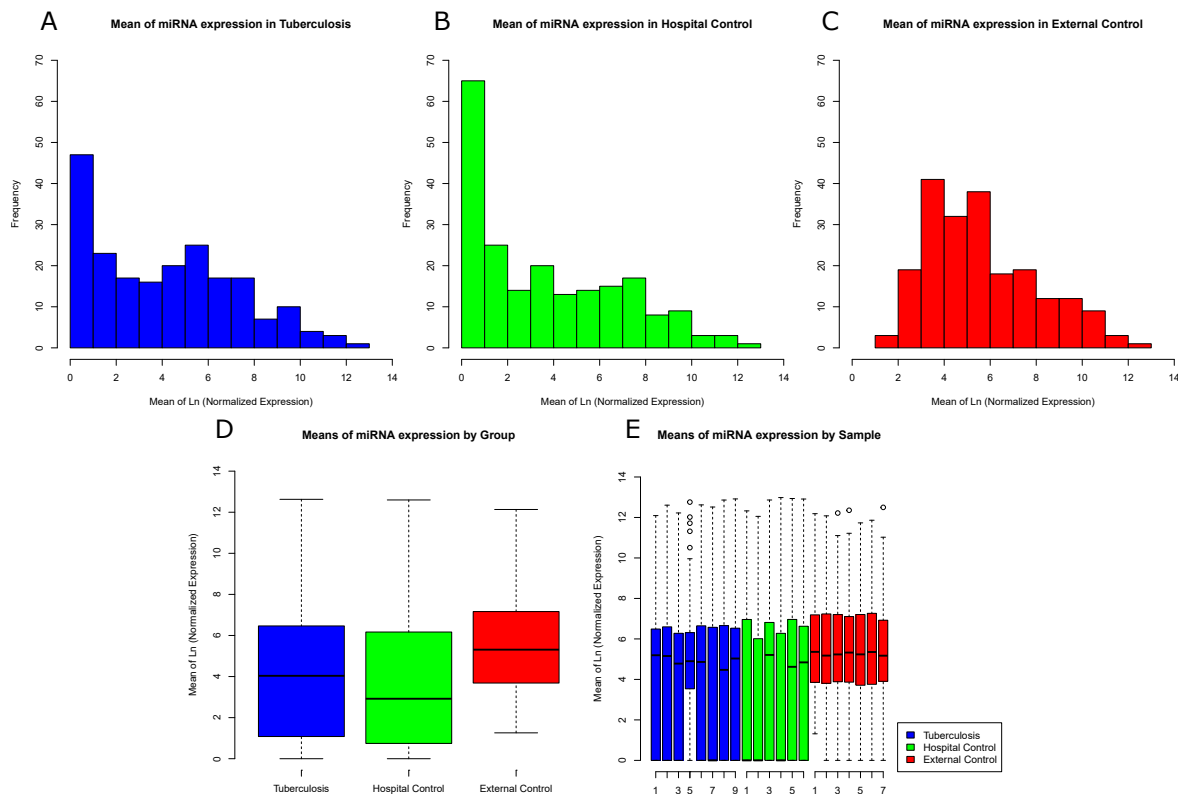 A
Mean of miRNA expression in Tuberculosis
Frequency
70
60
50
40
30
20
10
0
0 2 4 6 8 10 12 14
Mean of Ln (Normalized Expression)
B
Mean of miRNA expression in Hospital Control
Frequency
70
60
50
40
30
20
10
0
0 2 4 6 8 10 12 14
Mean of Ln (Normalized Expression)
C
Mean of miRNA expression in External Control
Frequency
70
60
50
40
30
20
10
0
0 2 4 6 8 10 12 14
Mean of Ln (Normalized Expression)
D
Means of miRNA expression by Group
Mean of Ln (Normalized Expression)
14
12
10
8
6
4
2
0
Tuberculosis Hospital Control External Control
E
Means of miRNA expression by Sample
Mean of Ln (Normalized Expression)
14
12
10
8
6
4
2
0
1 3 5 7 9 1 3 5 1 3 5 7
Tuberculosis
Hospital Control
External Control